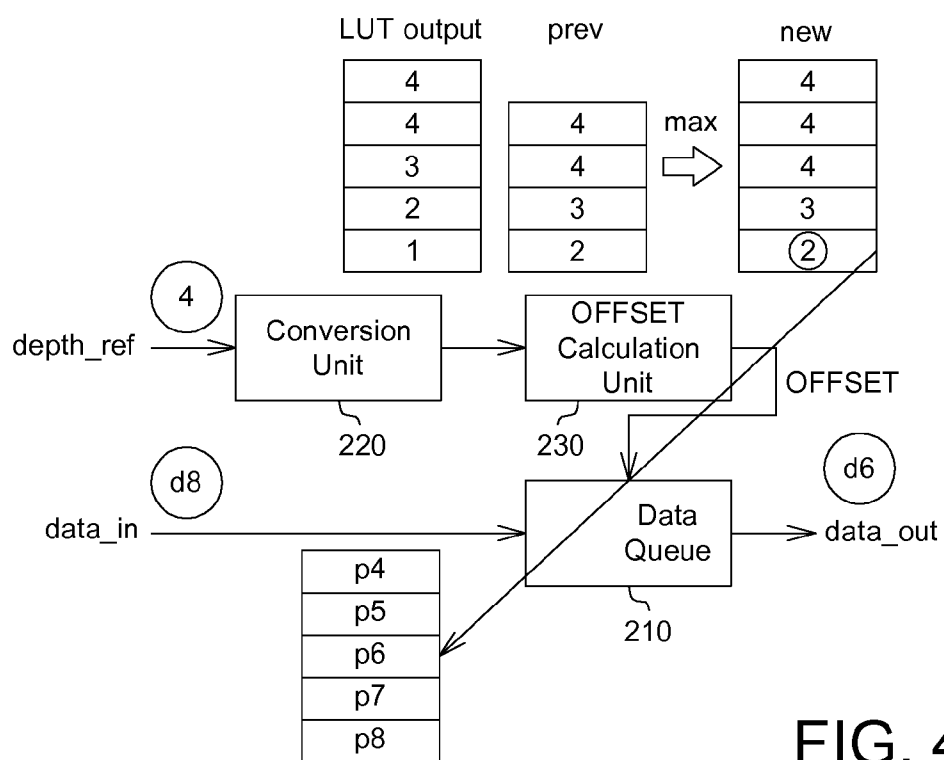 LUT output
prev
new
4
4
3
2
1
4
4
3
2
max
4
4
4
3
2
4
depth_ref
Conversion
Unit
220
OFFSET
Calculation
Unit
230
OFFSET
d8
data_in
Data
Queue
210
d6
data_out
p4
p5
p6
p7
p8
FIG. 4